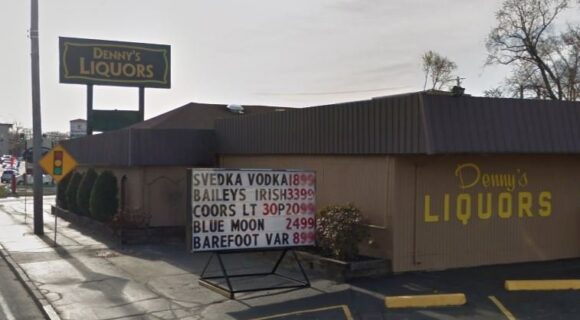 DENNY'S
LIQUORS
SVEDKA VODKA 1899
BAILEYS IRISH 3399
COORS LT 30P 2099
BLUE MOON 2499
BAREFOOT VAR 899
Denny's
LIQUORS